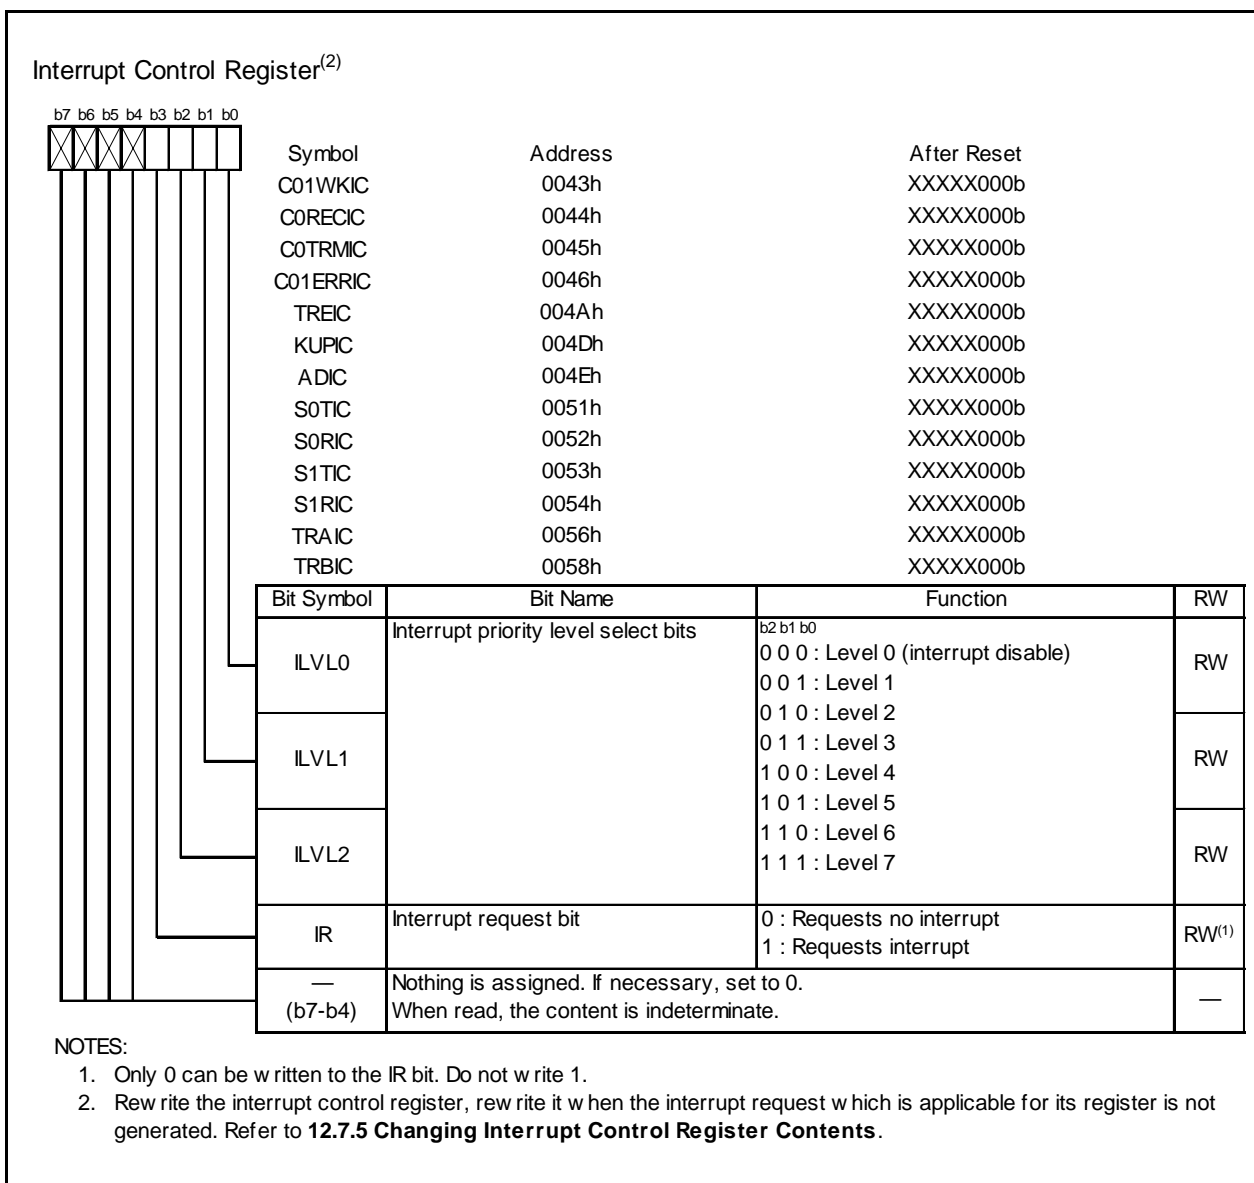 Interrupt Control Register(2)
b7 b6 b5 b4 b3 b2 b1 b0
Symbol Address After Reset
C01WKIC 0043h XXXXX000b
C0RECIC 0044h XXXXX000b
C0TRMIC 0045h XXXXX000b
C01ERRIC 0046h XXXXX000b
TREIC 004Ah XXXXX000b
KUPIC 004Dh XXXXX000b
ADIC 004Eh XXXXX000b
S0TIC 0051h XXXXX000b
S0RIC 0052h XXXXX000b
S1TIC 0053h XXXXX000b
S1RIC 0054h XXXXX000b
TRAIC 0056h XXXXX000b
TRBIC 0058h XXXXX000b
Bit Symbol Bit Name Function RW
Interrupt priority level select bits b2 b1 b0
ILVL0 0 0 0 : Level 0 (interrupt disable) RW
0 0 1 : Level 1
0 1 0 : Level 2
ILVL1 0 1 1 : Level 3 RW
1 0 0 : Level 4
1 0 1 : Level 5
1 1 0 : Level 6
ILVL2 1 1 1 : Level 7 RW
IR Interrupt request bit 0 : Requests no interrupt RW(1)
1 : Requests interrupt
— Nothing is assigned. If necessary, set to 0. —
(b7-b4) When read, the content is indeterminate.
NOTES:
1. Only 0 can be written to the IR bit. Do not write 1.
2. Rewrite the interrupt control register, rewrite it when the interrupt request which is applicable for its register is not
generated. Refer to 12.7.5 Changing Interrupt Control Register Contents.